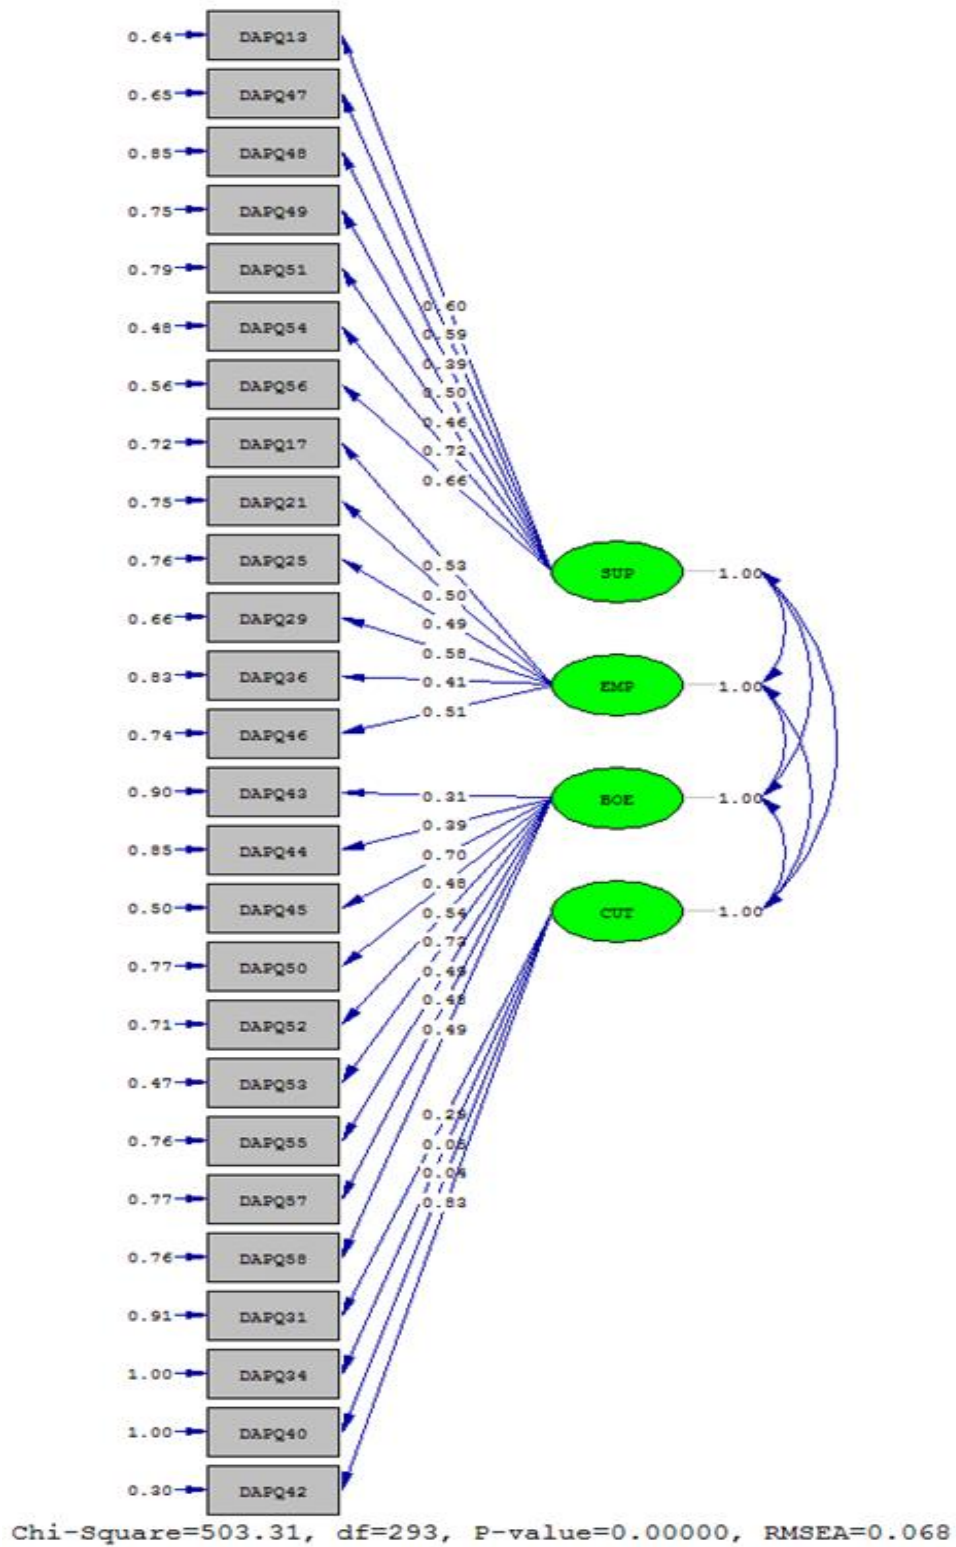 0.64 DAPQ13
0.65 DAPQ47
0.85 DAPQ48
0.75 DAPQ49
0.79 DAPQ51
0.48 DAPQ54
0.56 DAPQ56
0.72 DAPQ17
0.75 DAPQ21
0.76 DAPQ25
0.66 DAPQ29
0.83 DAPQ36
0.74 DAPQ46
0.90 DAPQ43
0.85 DAPQ44
0.50 DAPQ45
0.77 DAPQ50
0.71 DAPQ52
0.47 DAPQ53
0.76 DAPQ55
0.77 DAPQ57
0.76 DAPQ58
0.91 DAPQ31
1.00 DAPQ34
1.00 DAPQ40
0.30 DAPQ42
0.60
0.59
0.39
0.50
0.46
0.72
0.66
0.53
0.50
0.49
0.58
0.41
0.51
0.31
0.39
0.70
0.48
0.54
0.73
0.49
0.48
0.49
0.04
0.83
SUP 1.00
EMP 1.00
1.00
CUT 1.00
Chi-Square=503.31, df=293, P-value=0.00000, RMSEA=0.068